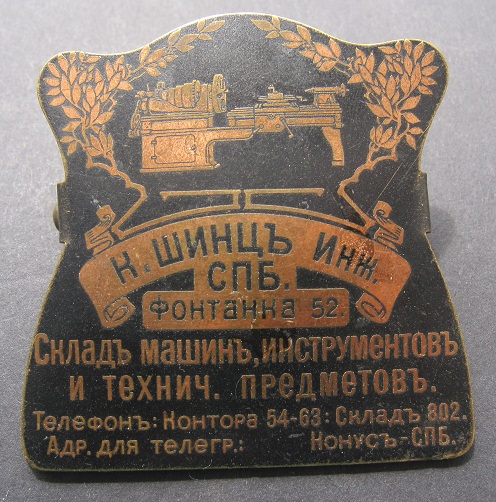 К. ШИНЦЪ ИНЖ.
СПБ.
ФОНТАНКА 52.
СКЛАДЪ МАШИНЪ, ИНСТРУМЕНТОВЪ
И ТЕХНИЧ. ПРЕДМЕТОВЪ.
ТЕЛЕФОНЪ: КОНТОРА 54-63: СКЛАДЪ 802.
АДР. ДЛЯ ТЕЛЕГР.: КОНУСЪ-СПБ.